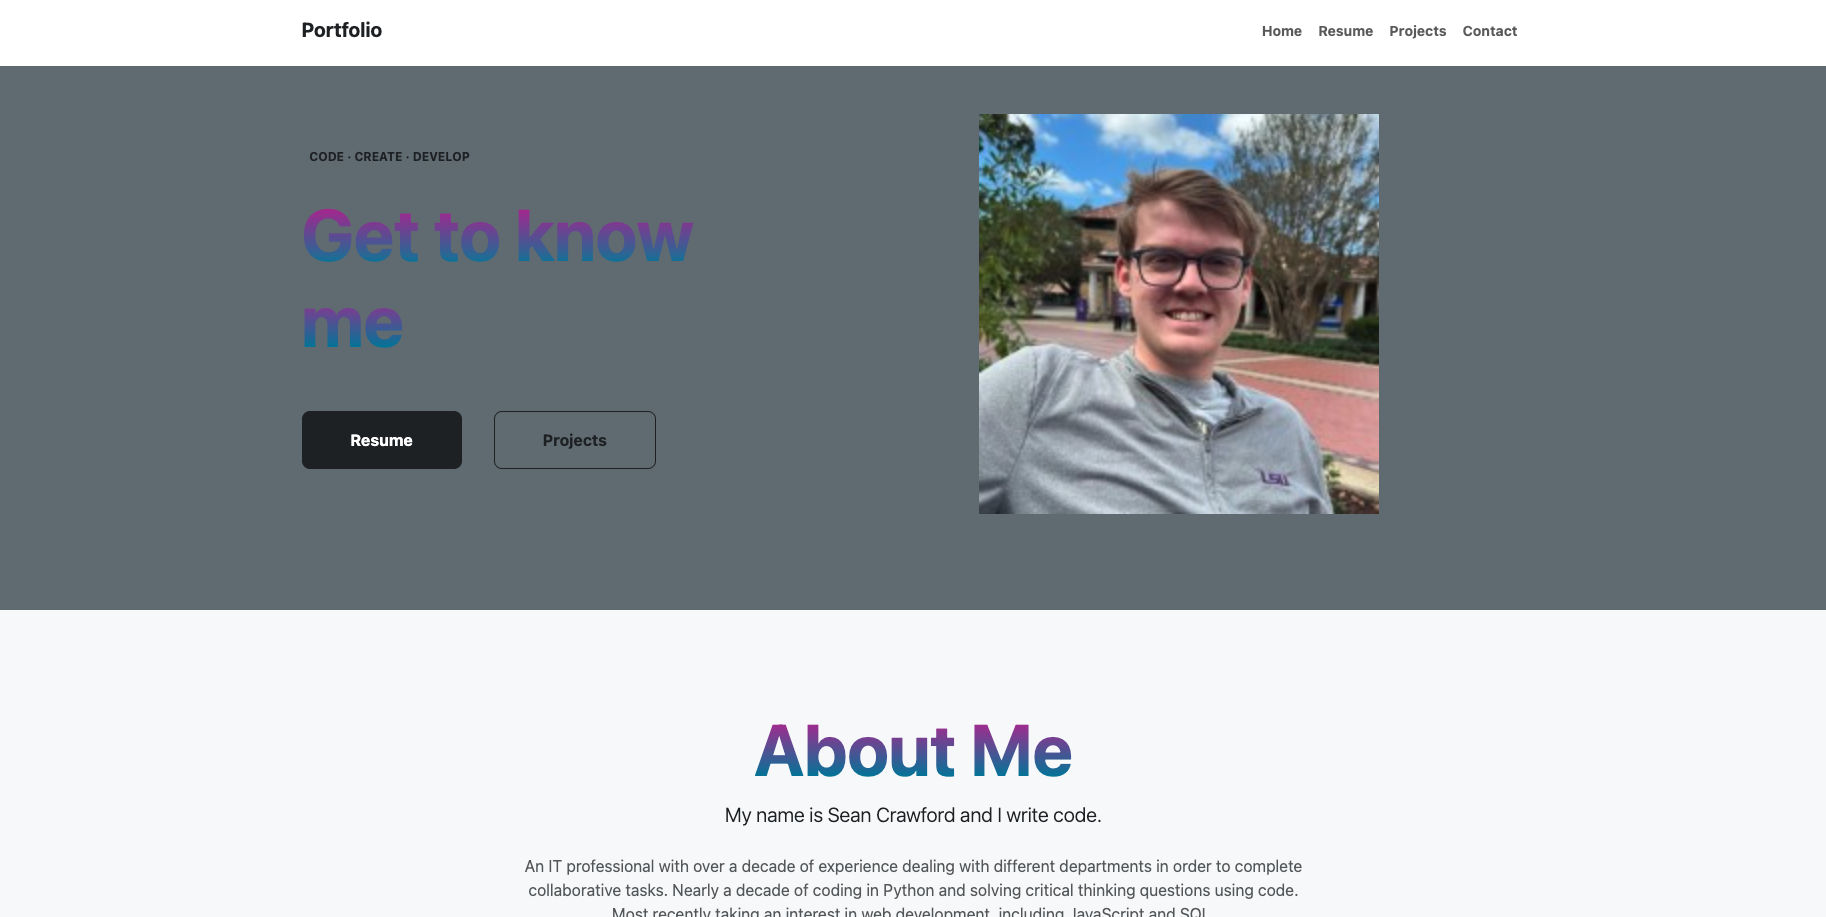 Portfolio
Home Resume Projects Contact
CODE · CREATE · DEVELOP
Get to know
me
Resume
Projects
LSU
About Me
My name is Sean Crawford and I write code.
An IT professional with over a decade of experience dealing with different departments in order to complete
collaborative tasks. Nearly a decade of coding in Python and solving critical thinking questions using code.
Most recently taking an interest in web development, including JavaScript and SQL.